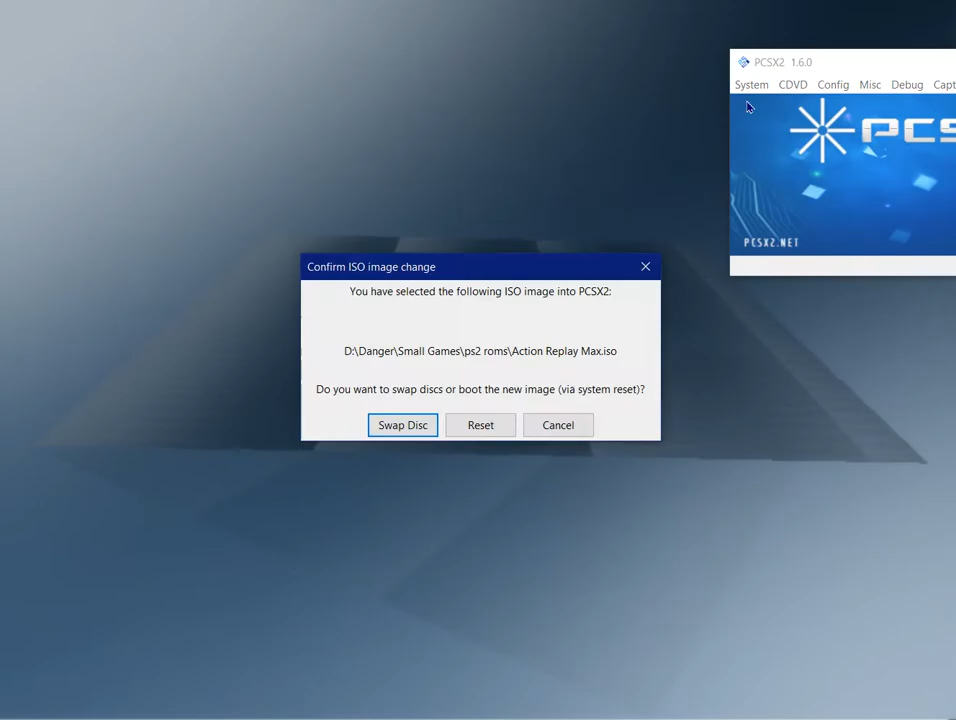 PCSX2 1.6.0
System CDVD Config Misc Debug Capt
PCS
PCSX2.NET
Confirm ISO image change
You have selected the following ISO image into PCSX2:
D:\Danger\Small Games\ps2 roms\Action Replay Max.iso
Do you want to swap discs or boot the new image (via system reset)?
Swap Disc Reset Cancel